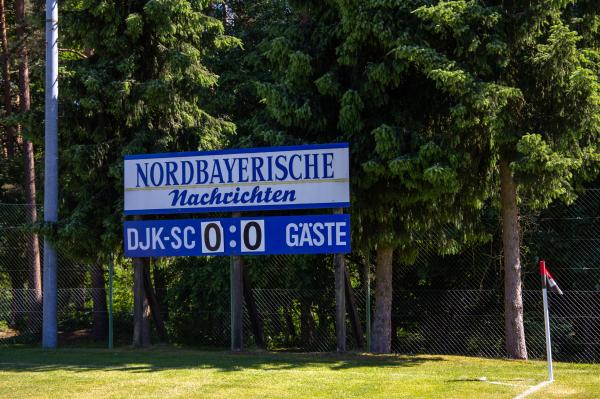 NORDBAYERISCHE
Nachrichten
DJK-SC 0:0 GÄSTE